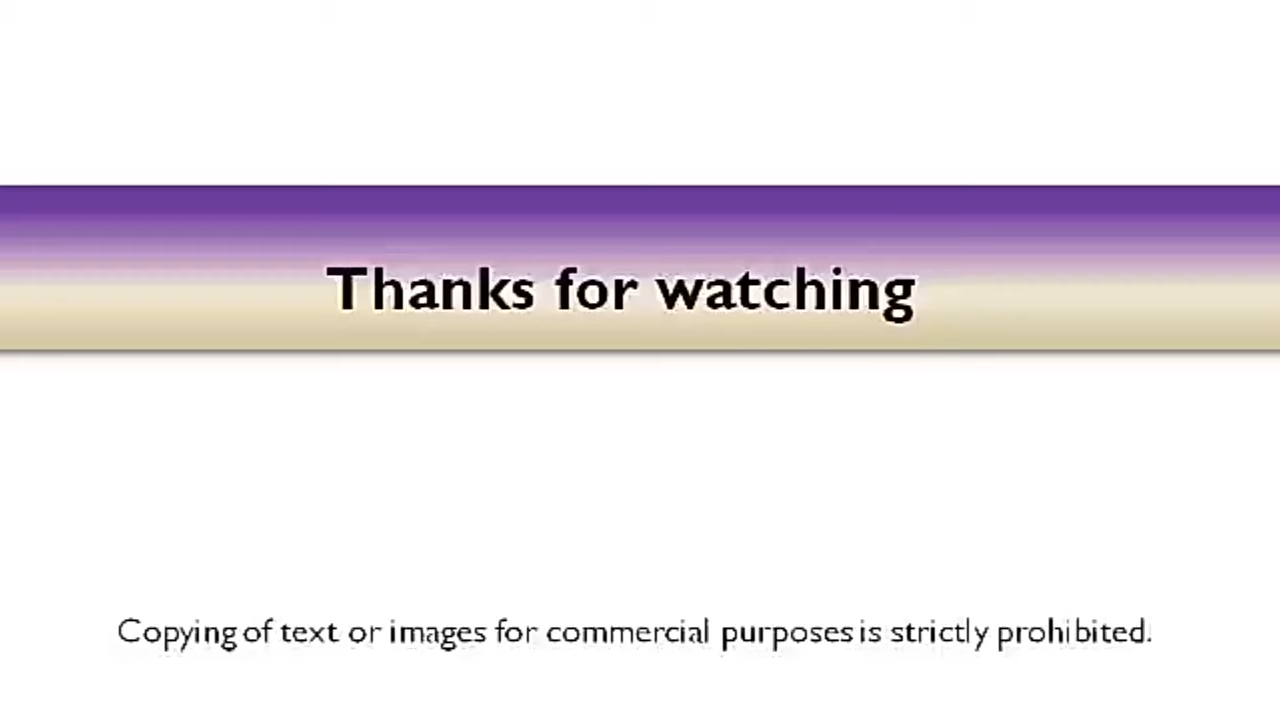 Thanks for watching
Copying of text or images for commercial purposes is strictly prohibited.